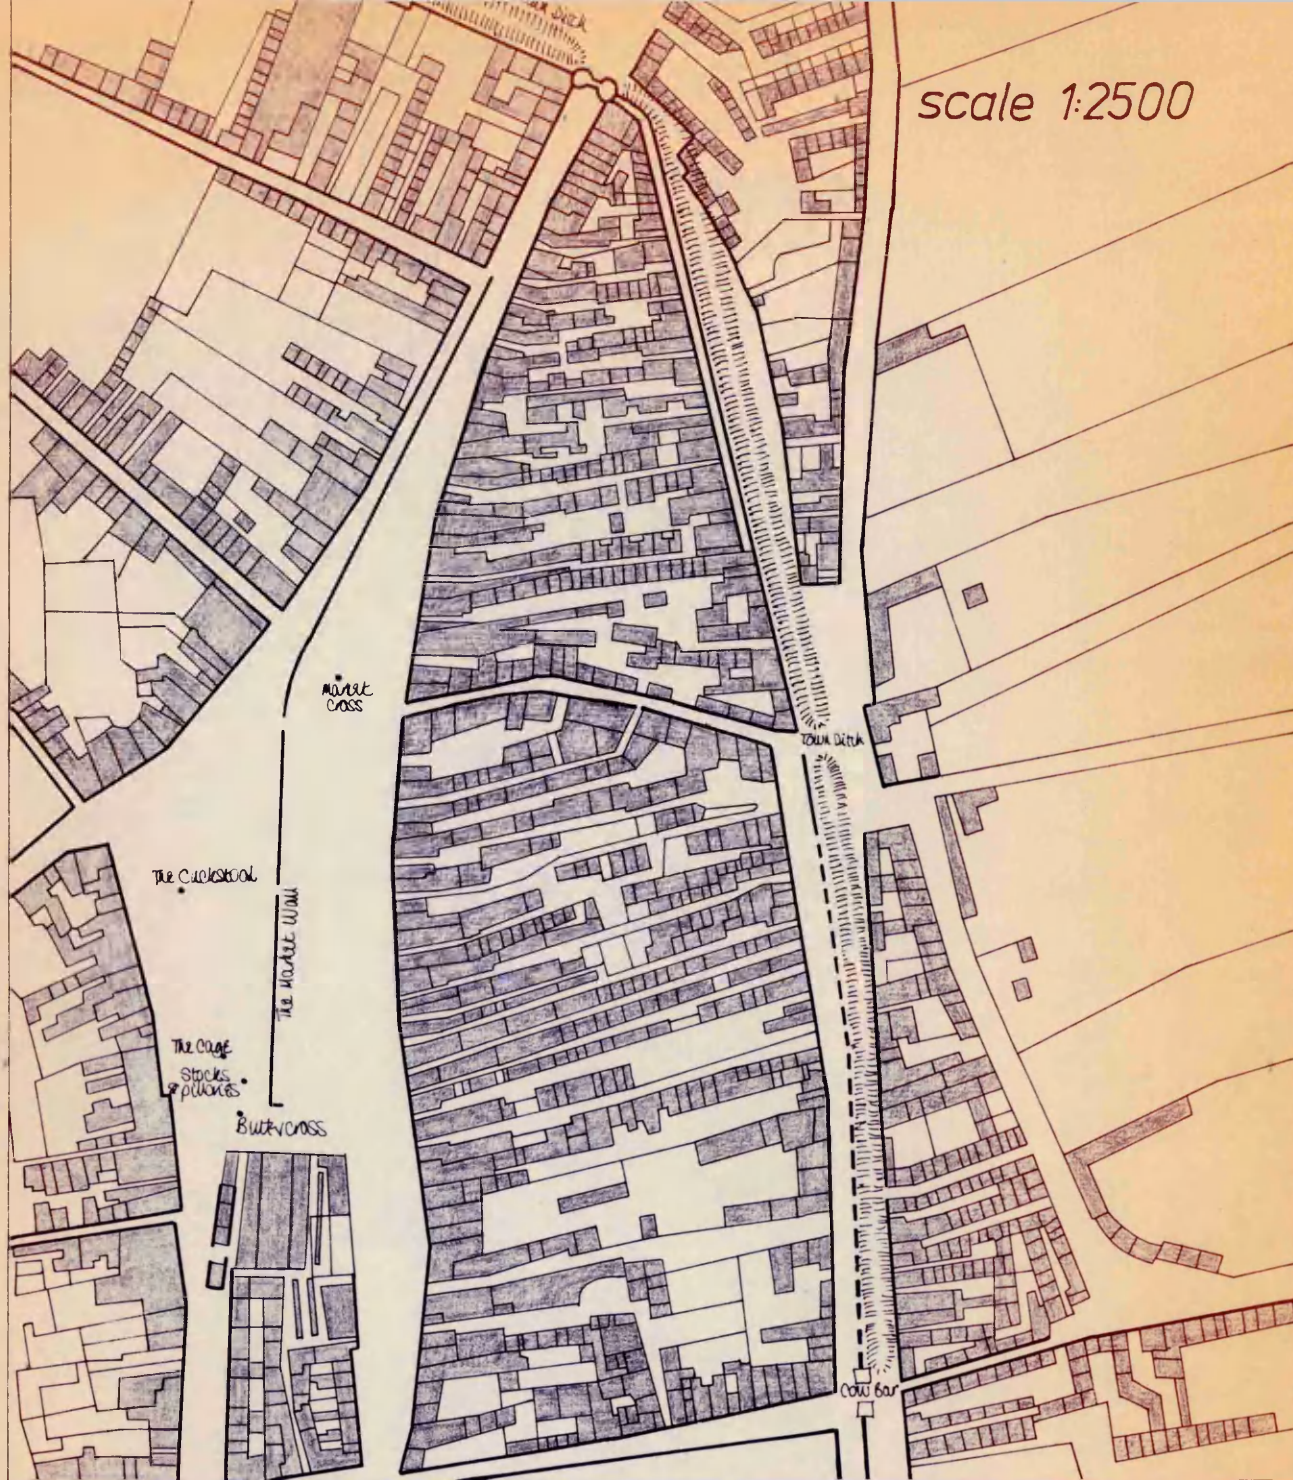 Ditch
scale 1:2500
Market
Cross
Town Ditch
The Cuckstool
The Market Wall
The Cage
Stocks
& pillories
Buttercross
Cow Bar